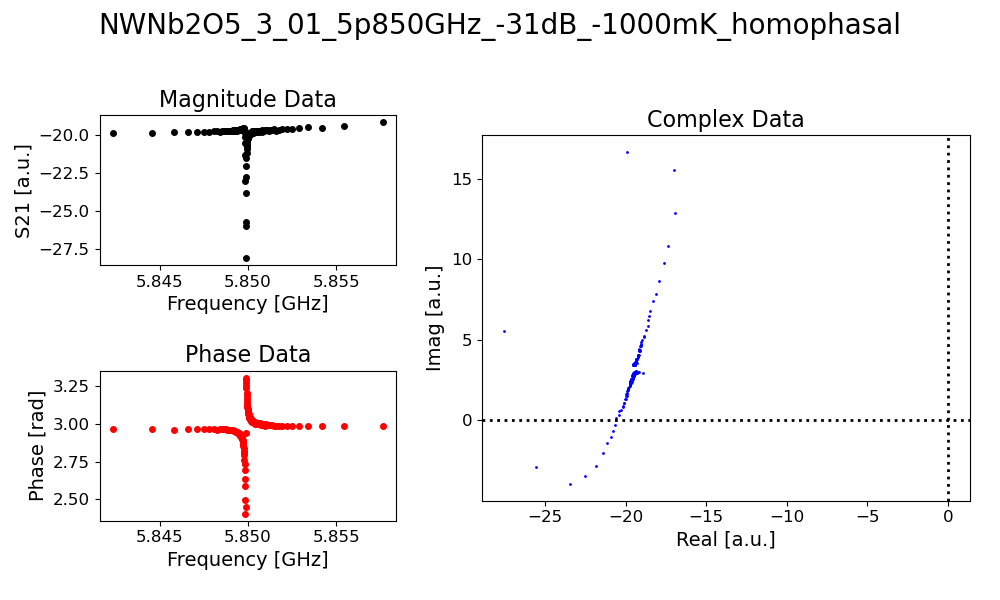 NWNb2O5_3_01_5p850GHz_-31dB_-1000mK_homophasal
Magnitude Data
S21 [a.u.]
−20.0
−22.5
−25.0
−27.5
5.845
5.850
5.855
Frequency [GHz]
Phase Data
Phase [rad]
3.25
3.00
2.75
2.50
5.845
5.850
5.855
Frequency [GHz]
Complex Data
Imag [a.u.]
15
10
5
0
−25
−20
−15
−10
−5
0
Real [a.u.]